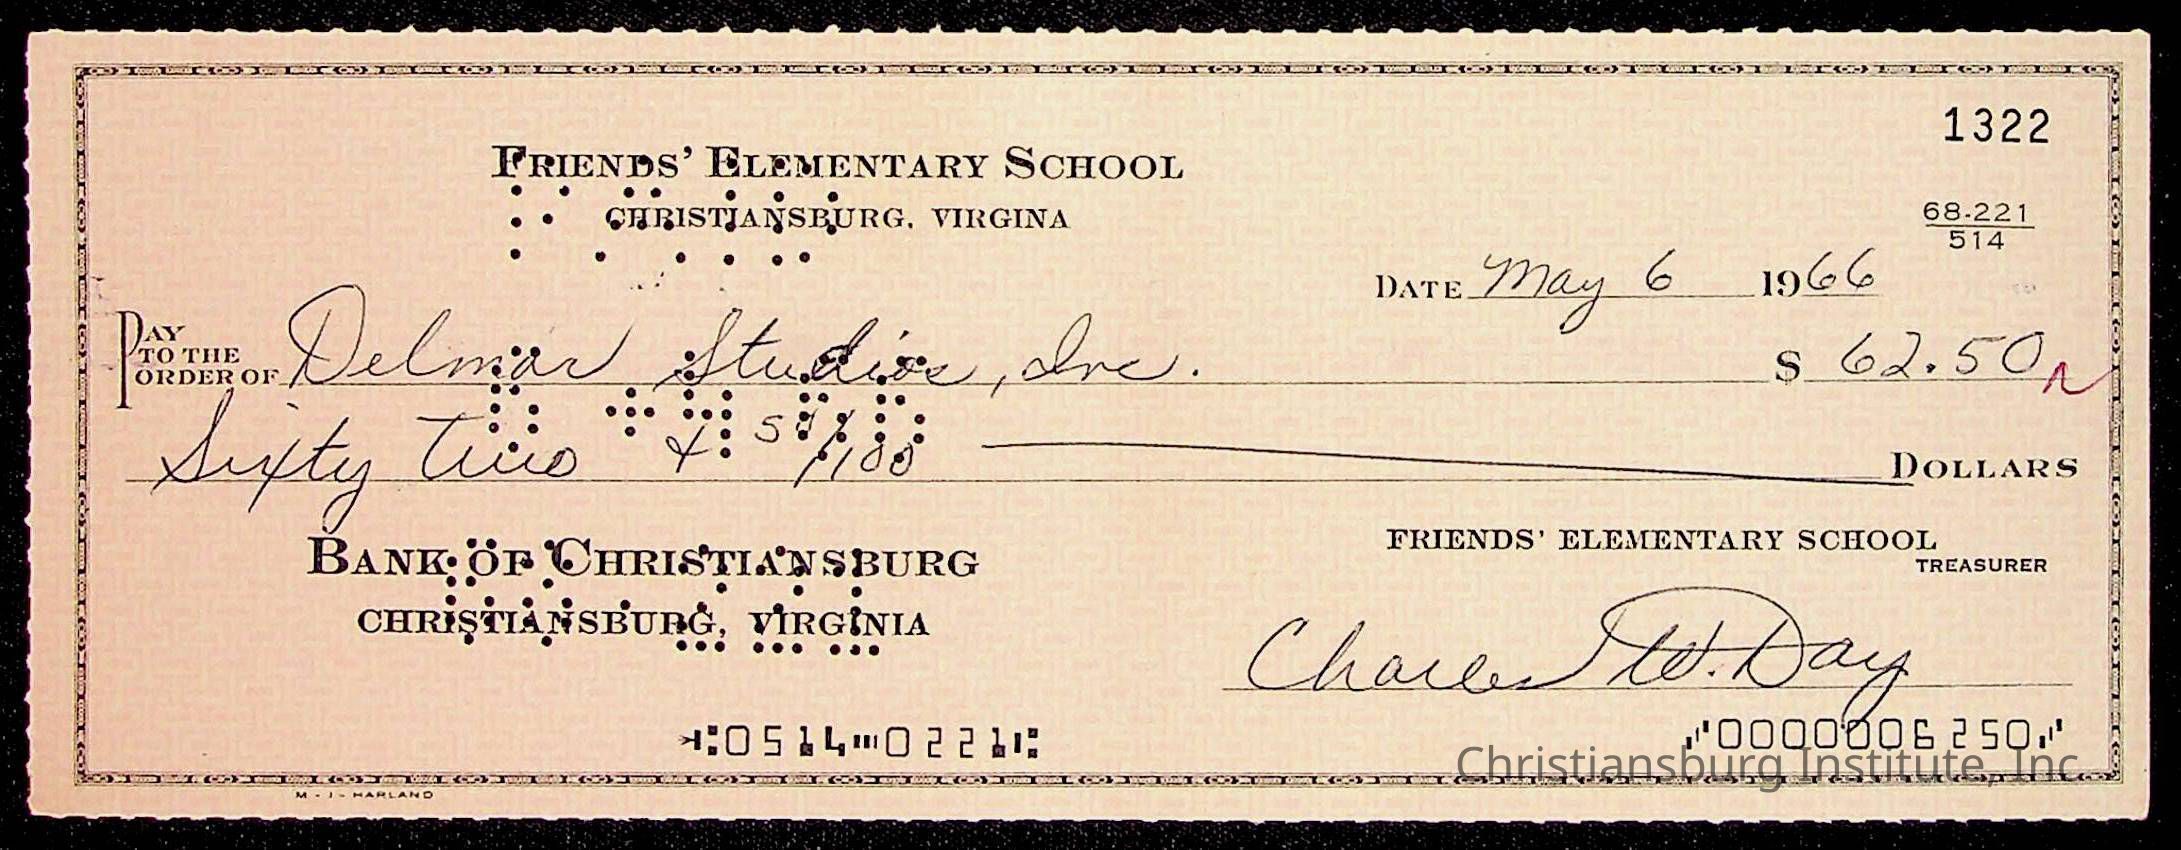 1322
FRIENDS' ELEMENTARY SCHOOL
CHRISTIANSBURG, VIRGINA
68-221
514
DATE May 6 1966
PAY TO THE ORDER OF Delmar Studios, Inc. $ 62.50
Sixty Two & 50/100 DOLLARS
BANK OF CHRISTIANSBURG
CHRISTIANSBURG, VIRGINIA
FRIENDS' ELEMENTARY SCHOOL
TREASURER
Charles W. Day
⑆0514⑉0221⑆
⑈0000006250⑈
Christiansburg Institute, Inc
M-J-HARLAND